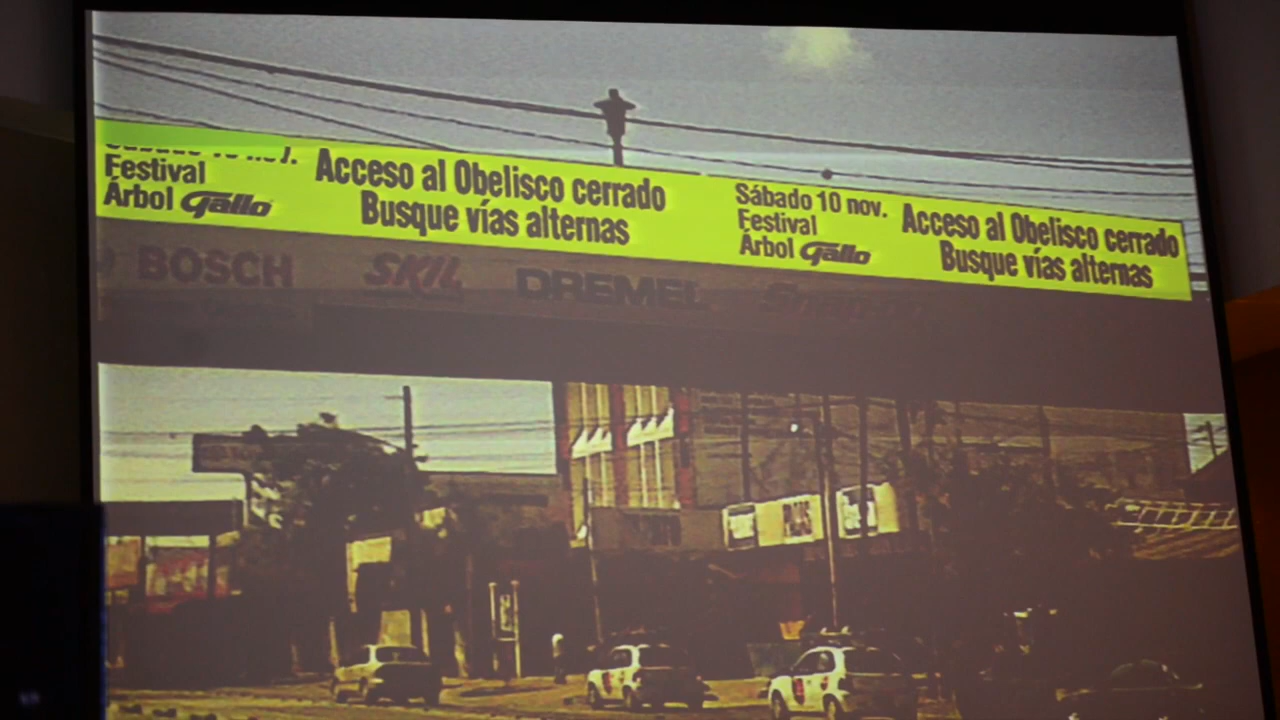 Festival
Árbol Gallo
Acceso al Obelisco cerrado
Busque vías alternas
Sábado 10 nov.
Festival
Árbol Gallo
Acceso al Obelisco cerrado
Busque vías alternas
BOSCH SKIL DREMEL